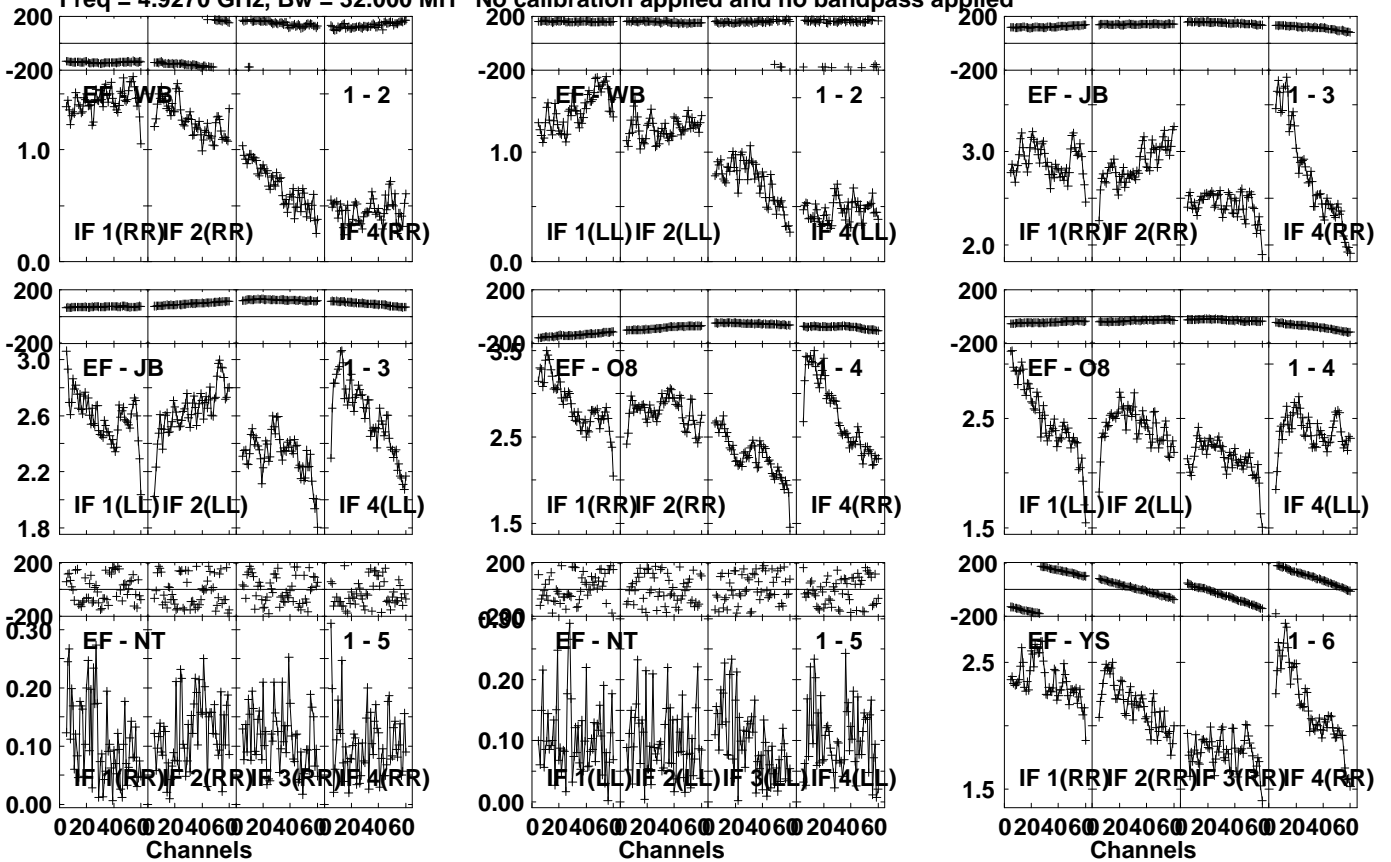 Freq = 4.9270 GHz, Bw = 32.000 MH No calibration applied and no bandpass applied
200
-200
EF - WB 1 - 2
1.0
IF 1(RR) IF 2(RR) IF 4(RR)
0.0
200
-200
EF - WB 1 - 2
1.0
IF 1(LL) IF 2(LL) IF 4(LL)
0.0
200
-200
EF - JB 1 - 3
3.0
IF 1(RR) IF 2(RR) IF 4(RR)
2.0
200
-200
3.0
EF - JB 1 - 3
2.6
2.2
IF 1(LL) IF 2(LL) IF 4(LL)
1.8
200
-200
3.5
EF - O8 1 - 4
2.5
IF 1(RR) IF 2(RR) IF 4(RR)
1.5
200
-200
EF - O8 1 - 4
2.5
IF 1(LL) IF 2(LL) IF 4(LL)
1.5
200
-200
0.30
EF - NT 1 - 5
0.20
0.10
IF 1(RR) IF 2(RR) IF 3(RR) IF 4(RR)
0.00
0 20 40 60 0 20 40 60 0 20 40 60 0 20 40 60
Channels
200
-200
0.30
EF - NT 1 - 5
0.20
0.10
IF 1(LL) IF 2(LL) IF 3(LL) IF 4(LL)
0.00
0 20 40 60 0 20 40 60 0 20 40 60 0 20 40 60
Channels
200
-200
EF - YS 1 - 6
2.5
IF 1(RR) IF 2(RR) IF 3(RR) IF 4(RR)
1.5
0 20 40 60 0 20 40 60 0 20 40 60 0 20 40 60
Channels